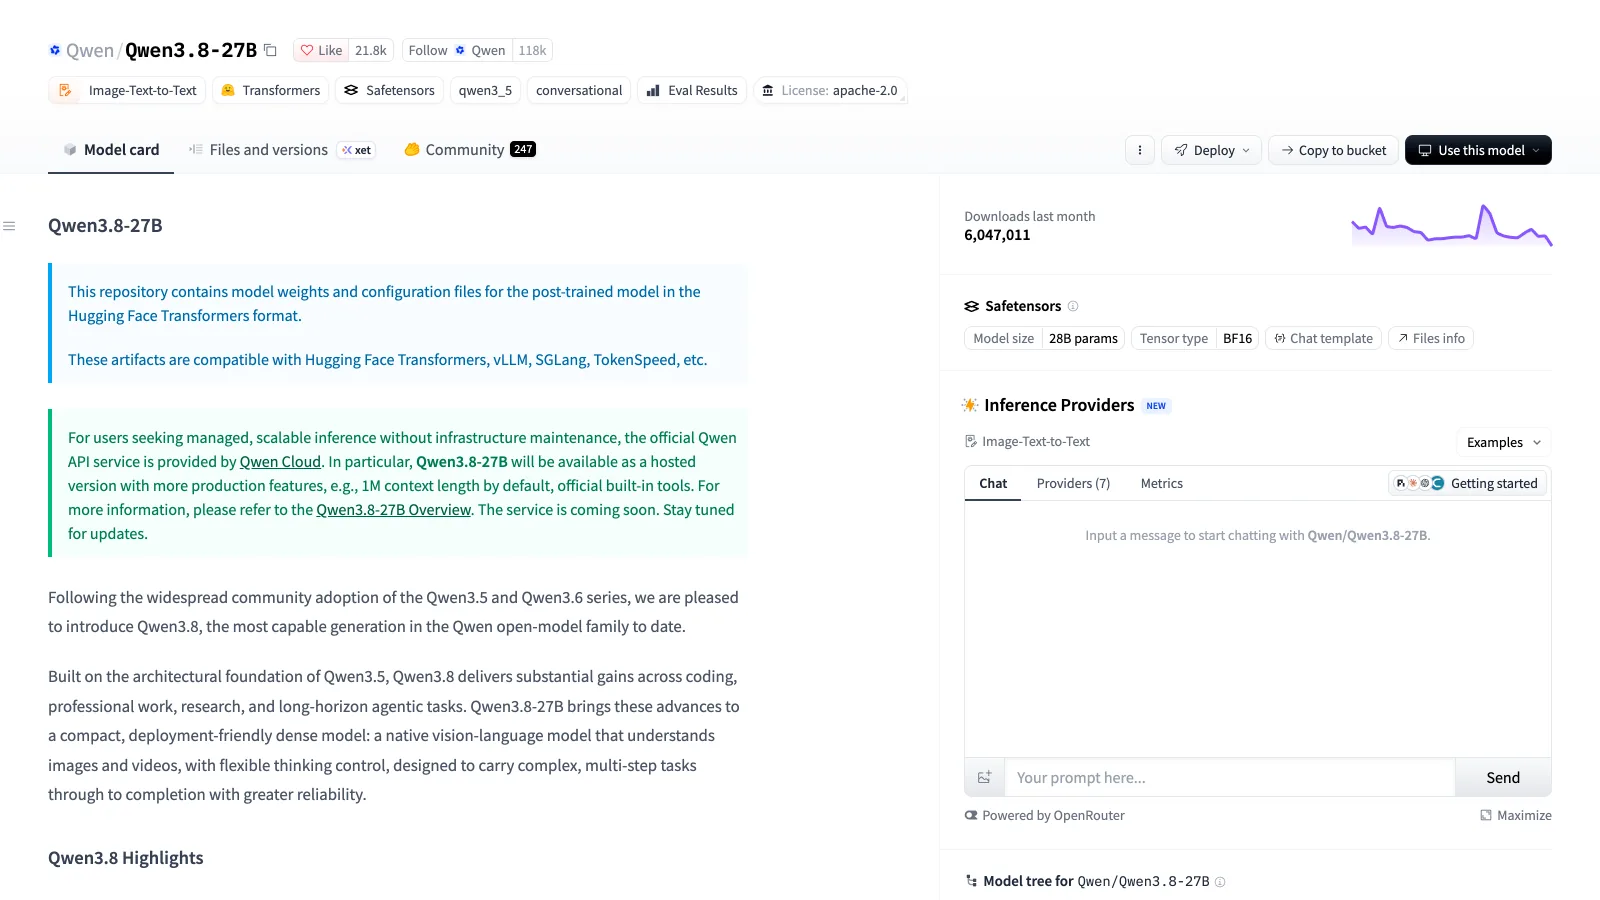 Qwen/Qwen3.8-27B
Like 21.8k
Follow Qwen 118k
Image-Text-to-Text
Transformers
Safetensors
qwen3_5
conversational
Eval Results
License: apache-2.0
Model card
Files and versions xet
Community 247
Deploy
Copy to bucket
Use this model
Qwen3.8-27B
This repository contains model weights and configuration files for the post-trained model in the
Hugging Face Transformers format.
These artifacts are compatible with Hugging Face Transformers, vLLM, SGLang, TokenSpeed, etc.
For users seeking managed, scalable inference without infrastructure maintenance, the official Qwen
API service is provided by Qwen Cloud. In particular, Qwen3.8-27B will be available as a hosted
version with more production features, e.g., 1M context length by default, official built-in tools. For
more information, please refer to the Qwen3.8-27B Overview. The service is coming soon. Stay tuned
for updates.
Following the widespread community adoption of the Qwen3.5 and Qwen3.6 series, we are pleased
to introduce Qwen3.8, the most capable generation in the Qwen open-model family to date.
Built on the architectural foundation of Qwen3.5, Qwen3.8 delivers substantial gains across coding,
professional work, research, and long-horizon agentic tasks. Qwen3.8-27B brings these advances to
a compact, deployment-friendly dense model: a native vision-language model that understands
images and videos, with flexible thinking control, designed to carry complex, multi-step tasks
through to completion with greater reliability.
Qwen3.8 Highlights
Downloads last month
6,047,011
Safetensors
Model size 28B params
Tensor type BF16
Chat template
Files info
Inference Providers NEW
Image-Text-to-Text
Examples
Chat
Providers (7)
Metrics
Getting started
Input a message to start chatting with Qwen/Qwen3.8-27B.
Your prompt here...
Send
Powered by OpenRouter
Maximize
Model tree for Qwen/Qwen3.8-27B